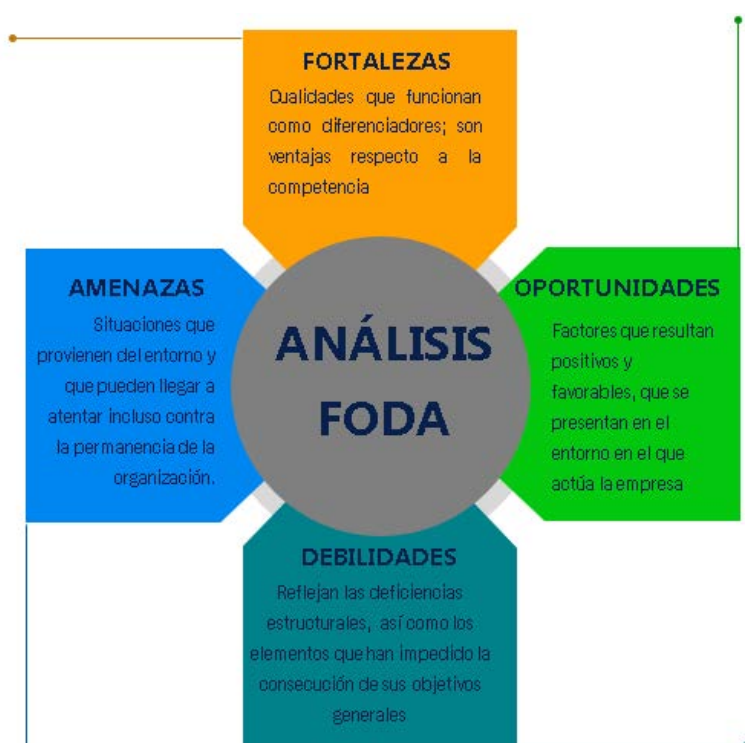 FORTALEZAS
Cualidades que funcionan
como diferenciadores; son
ventajas respecto a la
competencia
AMENAZAS
Situaciones que
provienen del entorno y
que pueden llegar a
atentar incluso contra
la permanencia de la
organización.
ANÁLISIS
FODA
OPORTUNIDADES
Factores que resultan
positivos y
favorables, que se
presentan en el
entorno en el que
actúa la empresa
DEBILIDADES
Reflejan las deficiencias
estructurales, así como los
elementos que han impedido la
consecución de sus objetivos
generales